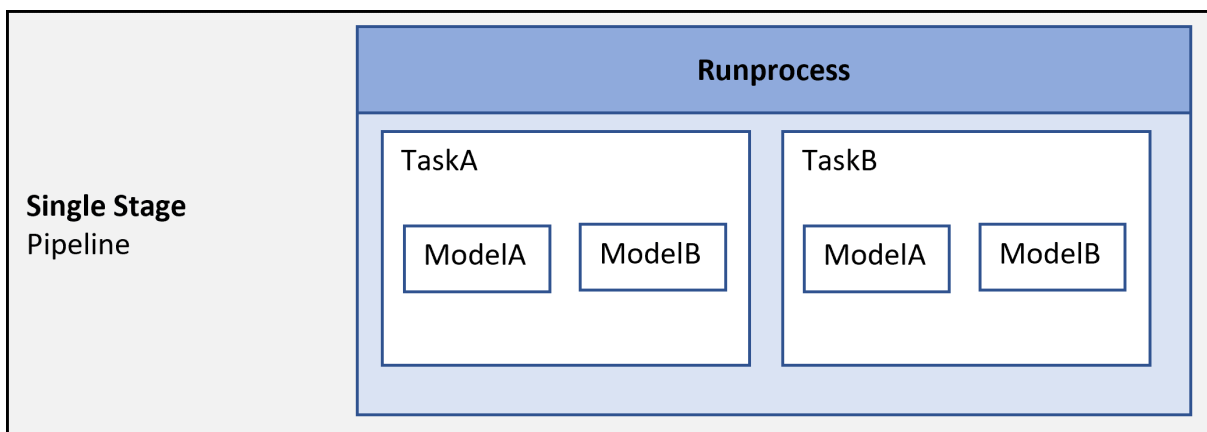 Runprocess
TaskA
TaskB
Single Stage
Pipeline
ModelA
ModelB
ModelA
ModelB